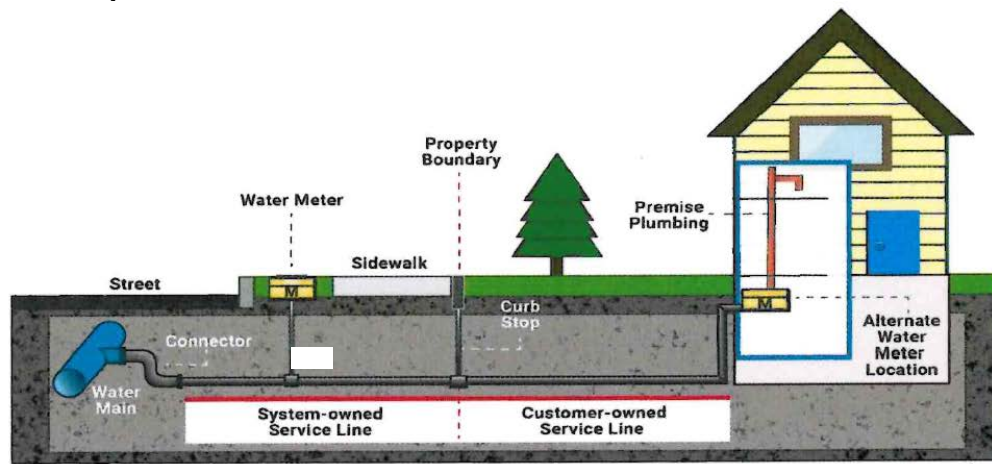 Property
Boundary
Water Meter
Premise
Plumbing
Sidewalk
Street
M
M
Curb
Stop
Connector
Alternate
Water
Meter
Location
Water
Main
System-owned
Service Line
Customer-owned
Service Line